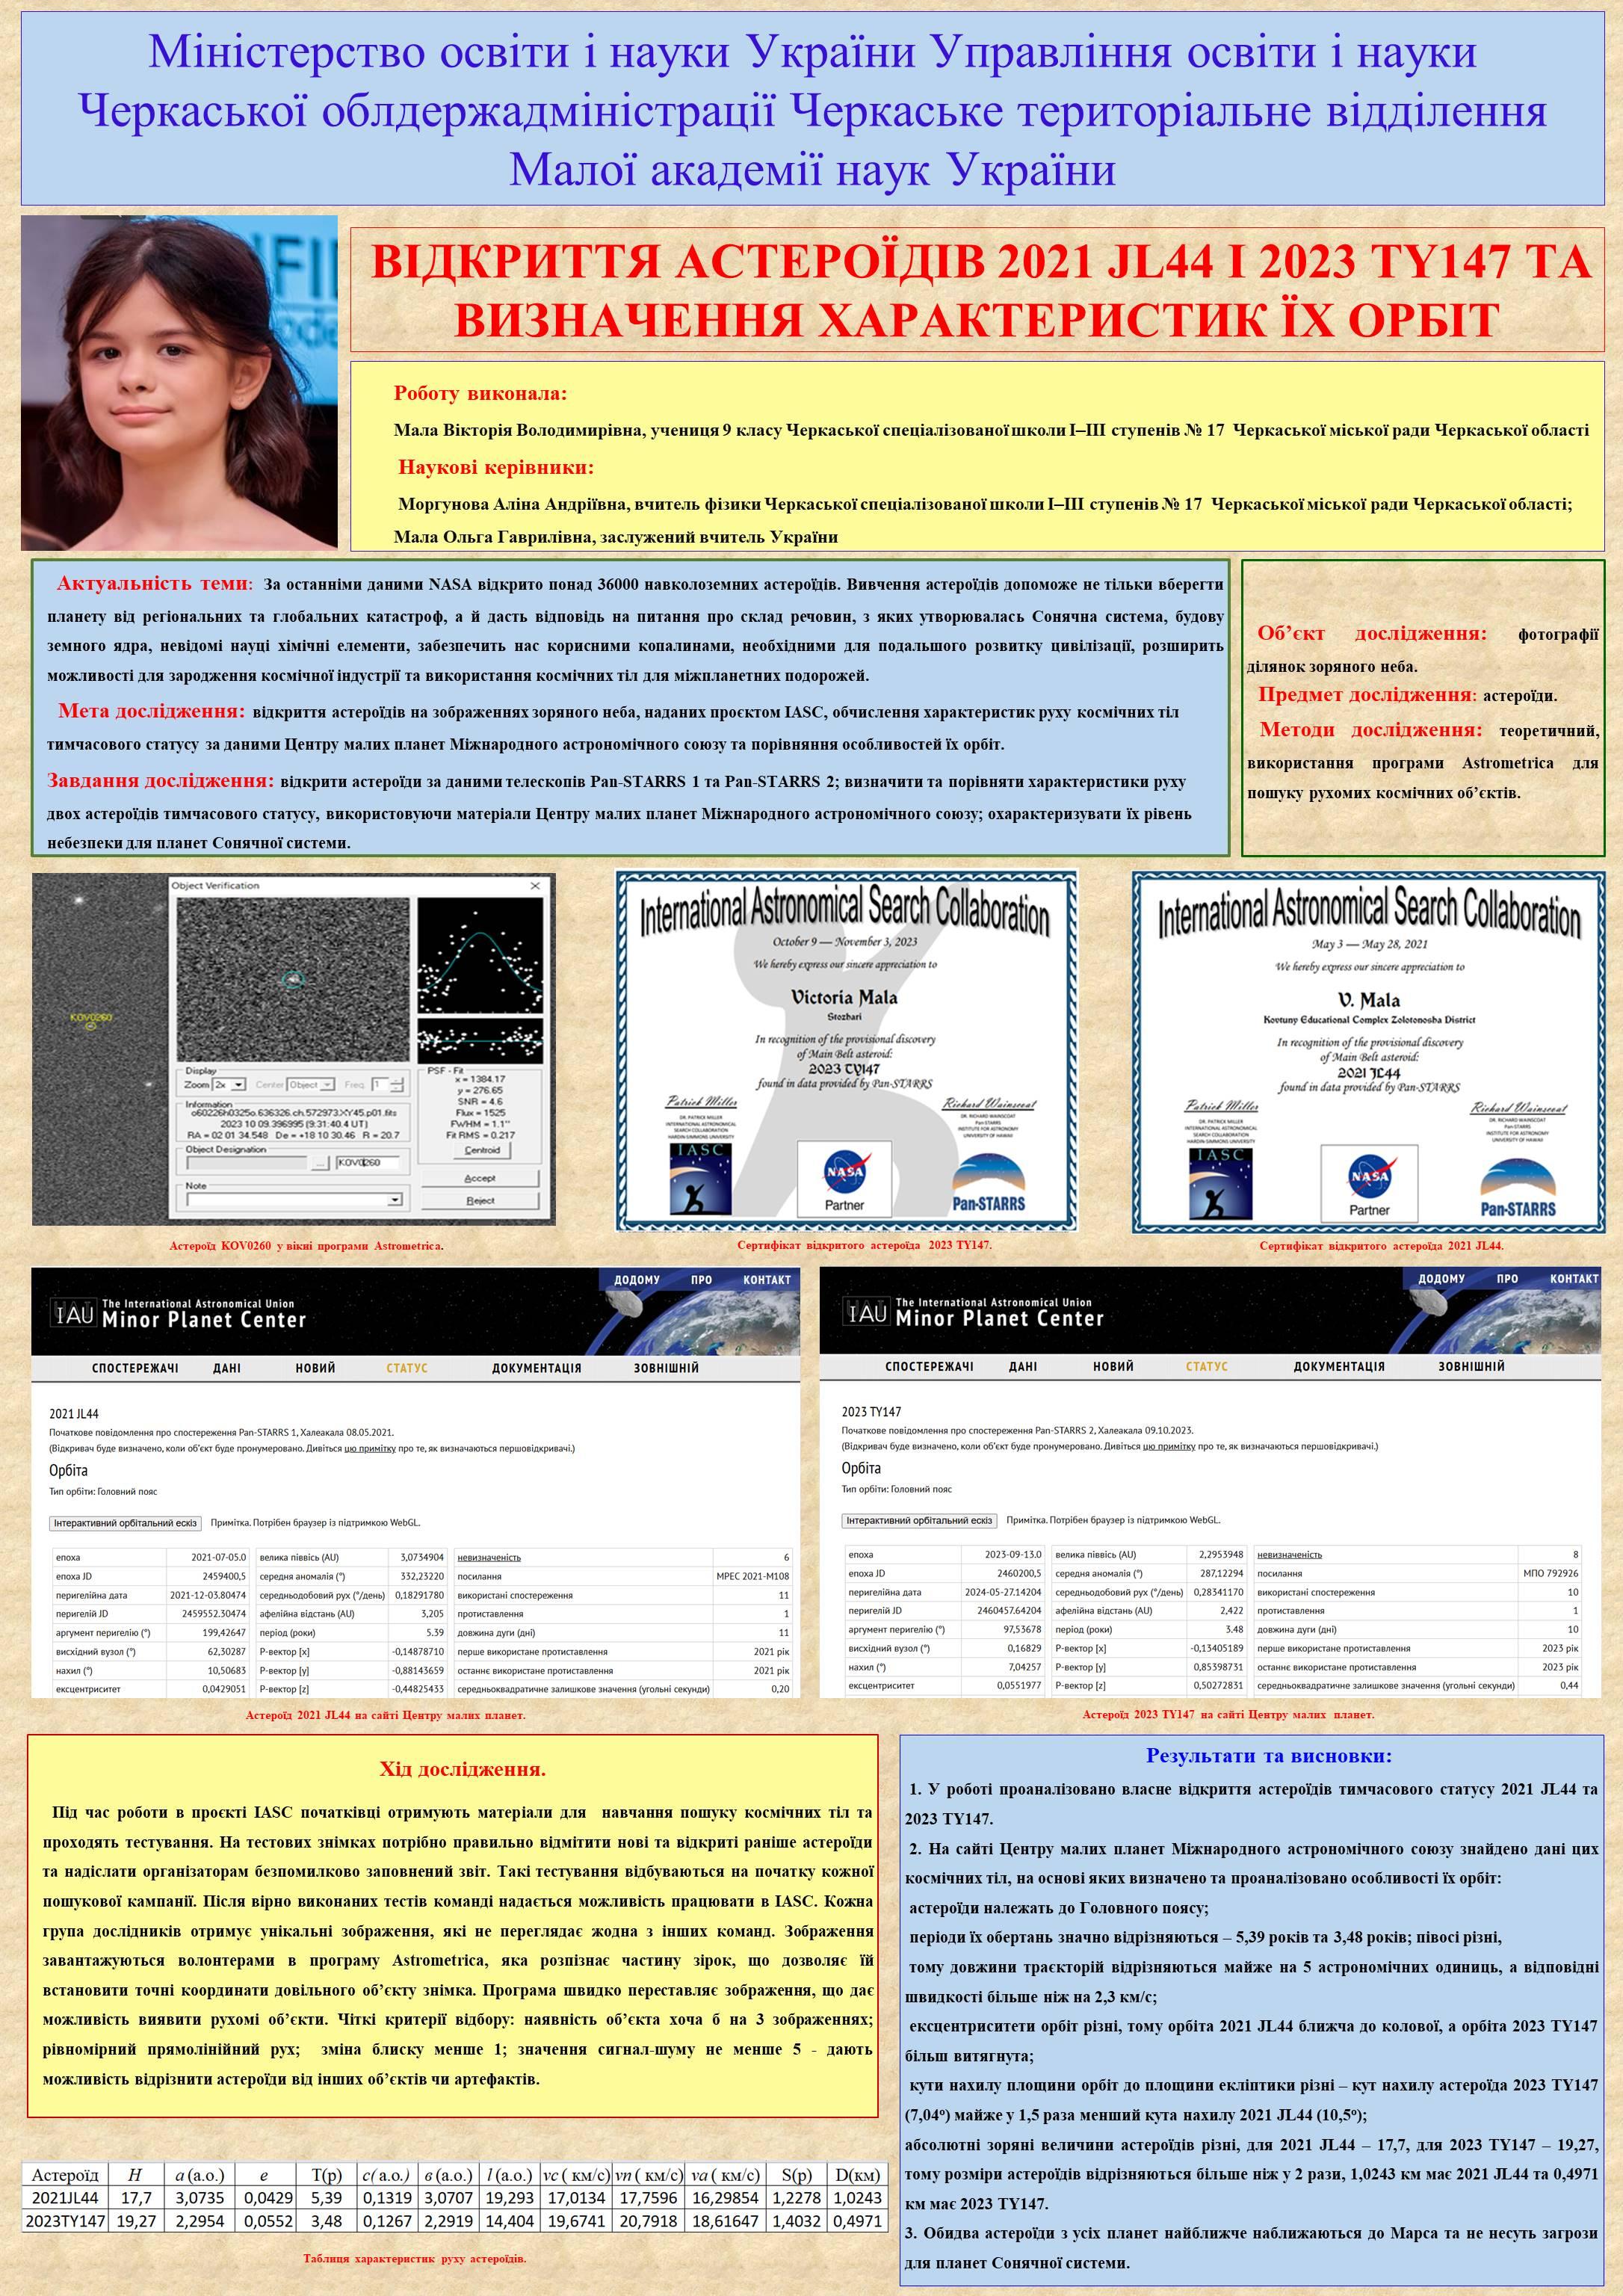 Міністерство освіти і науки України Управління освіти і науки
Черкаської облдержадміністрації Черкаське територіальне відділення
Малої академії наук України
ВІДКРИТТЯ АСТЕРОЇДІВ 2021 JL44 І 2023 TY147 ТА
ВИЗНАЧЕННЯ ХАРАКТЕРИСТИК ЇХ ОРБІТ
Роботу виконала:
Мала Вікторія Володимирівна, учениця 9 класу Черкаської спеціалізованої школи І–ІІІ ступенів № 17 Черкаської міської ради Черкаської області
Наукові керівники:
Моргунова Аліна Андріївна, вчитель фізики Черкаської спеціалізованої школи І–ІІІ ступенів № 17 Черкаської міської ради Черкаської області;
Мала Ольга Гаврилівна, заслужений вчитель України
Актуальність теми: За останніми даними NASA відкрито понад 36000 навколоземних астероїдів. Вивчення астероїдів допоможе не тільки вберегти
планету від регіональних та глобальних катастроф, а й дасть відповідь на питання про склад речовин, з яких утворювалась Сонячна система, будову
земного ядра, невідомі науці хімічні елементи, забезпечить нас корисними копалинами, необхідними для подальшого розвитку цивілізації, розширить
можливості для зародження космічної індустрії та використання космічних тіл для міжпланетних подорожей.
Мета дослідження: відкриття астероїдів на зображеннях зоряного неба, наданих проєктом IASC, обчислення характеристик руху космічних тіл
тимчасового статусу за даними Центру малих планет Міжнародного астрономічного союзу та порівняння особливостей їх орбіт.
Завдання дослідження: відкрити астероїди за даними телескопів Pan-STARRS 1 та Pan-STARRS 2; визначити та порівняти характеристики руху
двох астероїдів тимчасового статусу, використовуючи матеріали Центру малих планет Міжнародного астрономічного союзу; охарактеризувати їх рівень
небезпеки для планет Сонячної системи.
Об’єкт дослідження: фотографії
ділянок зоряного неба.
Предмет дослідження: астероїди.
Методи дослідження: теоретичний,
використання програми Astrometrica для
пошуку рухомих космічних об’єктів.
KOV0260
Object Verification
Display
Zoom 2x Center Object Freq. 1
Information
o60226h0325o.636326.ch.572973.XY45.p01.fits
2023 10 09.396995 (9:31:40.4 UT)
RA = 02 01 34.548 De = +18 10 30.46 R = 20.7
Object Designation
... KOV0260
Note
PSF - Fit
x = 1384.17
y = 276.65
SNR = 4.6
Flux = 1525
FWHM = 1.1"
Fit RMS = 0.217
Centroid
Accept
Reject
Астероїд KOV0260 у вікні програми Astrometrica.
International Astronomical Search Collaboration
October 9 — November 3, 2023
We hereby express our sincere appreciation to
Victoria Mala
Stozhari
In recognition of the provisional discovery
of Main Belt asteroid:
2023 TY147
found in data provided by Pan-STARRS
Patrick Miller
DR. PATRICK MILLER
INTERNATIONAL ASTRONOMICAL
SEARCH COLLABORATION
HARDIN-SIMMONS UNIVERSITY
Richard Wainscoat
DR. RICHARD WAINSCOAT
Pan-STARRS
INSTITUTE FOR ASTRONOMY
UNIVERSITY OF HAWAII
IASC
NASA
Partner
Pan-STARRS
Сертифікат відкритого астероїда 2023 TY147.
International Astronomical Search Collaboration
May 3 — May 28, 2021
We hereby express our sincere appreciation to
V. Mala
Kovtuny Educational Complex Zolotonosha District
In recognition of the provisional discovery
of Main Belt asteroid:
2021 JL44
found in data provided by Pan-STARRS
Patrick Miller
DR. PATRICK MILLER
INTERNATIONAL ASTRONOMICAL
SEARCH COLLABORATION
HARDIN-SIMMONS UNIVERSITY
Richard Wainscoat
DR. RICHARD WAINSCOAT
Pan-STARRS
INSTITUTE FOR ASTRONOMY
UNIVERSITY OF HAWAII
IASC
NASA
Partner
Pan-STARRS
Сертифікат відкритого астероїда 2021 JL44.
ДОДОМУ ПРО КОНТАКТ
IAU The International Astronomical Union
Minor Planet Center
СПОСТЕРЕЖАЧІ ДАНІ НОВИЙ СТАТУС ДОКУМЕНТАЦІЯ ЗОВНІШНІЙ
2021 JL44
Початкове повідомлення про спостереження Pan-STARRS 1, Халеакала 08.05.2021.
(Відкривач буде визначено, коли об’єкт буде пронумеровано. Дивіться цю примітку про те, як визначаються першовідкривачі.)
Орбіта
Тип орбіти: Головний пояс
Інтерактивний орбітальний ескіз Примітка. Потрібен браузер із підтримкою WebGL.
епоха 2021-07-05.0 велика піввісь (AU) 3,0734904 невизначеність 6
епоха JD 2459400,5 середня аномалія (°) 332,23220 посилання MPEC 2021-M108
перигелійна дата 2021-12-03.80474 середньодобовий рух (°/день) 0,18291780 використані спостереження 11
перигелій JD 2459552.30474 афелійна відстань (AU) 3,205 протиставлення 1
аргумент перигелію (°) 199,42647 період (роки) 5.39 довжина дуги (дні) 11
висхідний вузол (°) 62,30287 Р-вектор [x] -0,14878710 перше використане протиставлення 2021 рік
нахил (°) 10,50683 Р-вектор [y] -0,88143659 останнє використане протиставлення 2021 рік
ексцентриситет 0,0429051 Р-вектор [z] -0,44825433 середньоквадратичне залишкове значення (угольні секунди) 0,20
Астероїд 2021 JL44 на сайті Центру малих планет.
ДОДОМУ ПРО КОНТАКТ
IAU The International Astronomical Union
Minor Planet Center
СПОСТЕРЕЖАЧІ ДАНІ НОВИЙ СТАТУС ДОКУМЕНТАЦІЯ ЗОВНІШНІЙ
2023 TY147
Початкове повідомлення про спостереження Pan-STARRS 2, Халеакала 09.10.2023.
(Відкривач буде визначено, коли об’єкт буде пронумеровано. Дивіться цю примітку про те, як визначаються першовідкривачі.)
Орбіта
Тип орбіти: Головний пояс
Інтерактивний орбітальний ескіз Примітка. Потрібен браузер із підтримкою WebGL.
епоха 2023-09-13.0 велика піввісь (AU) 2,2953948 невизначеність 8
епоха JD 2460200,5 середня аномалія (°) 287,12294 посилання МПО 792926
перигелійна дата 2024-05-27.14204 середньодобовий рух (°/день) 0,28341170 використані спостереження 10
перигелій JD 2460457.64204 афелійна відстань (AU) 2,422 протиставлення 1
аргумент перигелію (°) 97,53678 період (роки) 3.48 довжина дуги (дні) 10
висхідний вузол (°) 0,16829 Р-вектор [x] -0,13405189 перше використане протиставлення 2023 рік
нахил (°) 7,04257 Р-вектор [y] 0,85398731 останнє використане протиставлення 2023 рік
ексцентриситет 0,0551977 Р-вектор [z] 0,50272831 середньоквадратичне залишкове значення (угольні секунди) 0,44
Астероїд 2023 TY147 на сайті Центру малих планет.
Хід дослідження.
Під час роботи в проєкті IASC початківці отримують матеріали для навчання пошуку космічних тіл та
проходять тестування. На тестових знімках потрібно правильно відмітити нові та відкриті раніше астероїди
та надіслати організаторам безпомилково заповнений звіт. Такі тестування відбуваються на початку кожної
пошукової кампанії. Після вірно виконаних тестів команді надається можливість працювати в IASC. Кожна
група дослідників отримує унікальні зображення, які не переглядає жодна з інших команд. Зображення
завантажуються волонтерами в програму Astrometrica, яка розпізнає частину зірок, що дозволяє їй
встановити точні координати довільного об’єкту знімка. Програма швидко переставляє зображення, що дає
можливість виявити рухомі об’єкти. Чіткі критерії відбору: наявність об’єкта хоча б на 3 зображеннях;
рівномірний прямолінійний рух; зміна блиску менше 1; значення сигнал-шуму не менше 5 - дають
можливість відрізнити астероїди від інших об’єктів чи артефактів.
Астероїд H a (а.о.) e T(р) c( а.о.) в (а.о.) l (а.о.) vc ( км/с) vп ( км/с) va ( км/с) S(р) D(км)
2021JL44 17,7 3,0735 0,0429 5,39 0,1319 3,0707 19,293 17,0134 17,7596 16,29854 1,2278 1,0243
2023TY147 19,27 2,2954 0,0552 3,48 0,1267 2,2919 14,404 19,6741 20,7918 18,61647 1,4032 0,4971
Таблиця характеристик руху астероїдів.
Результати та висновки:
1. У роботі проаналізовано власне відкриття астероїдів тимчасового статусу 2021 JL44 та
2023 TY147.
2. На сайті Центру малих планет Міжнародного астрономічного союзу знайдено дані цих
космічних тіл, на основі яких визначено та проаналізовано особливості їх орбіт:
астероїди належать до Головного поясу;
періоди їх обертань значно відрізняються – 5,39 років та 3,48 років; півосі різні,
тому довжини траєкторій відрізняються майже на 5 астрономічних одиниць, а відповідні
швидкості більше ніж на 2,3 км/с;
ексцентриситети орбіт різні, тому орбіта 2021 JL44 ближча до колової, а орбіта 2023 TY147
більш витягнута;
кути нахилу площини орбіт до площини екліптики різні – кут нахилу астероїда 2023 TY147
(7,04º) майже у 1,5 раза менший кута нахилу 2021 JL44 (10,5º);
абсолютні зоряні величини астероїдів різні, для 2021 JL44 – 17,7, для 2023 TY147 – 19,27,
тому розміри астероїдів відрізняються більше ніж у 2 рази, 1,0243 км має 2021 JL44 та 0,4971
км має 2023 TY147.
3. Обидва астероїди з усіх планет найближче наближаються до Марса та не несуть загрози
для планет Сонячної системи.